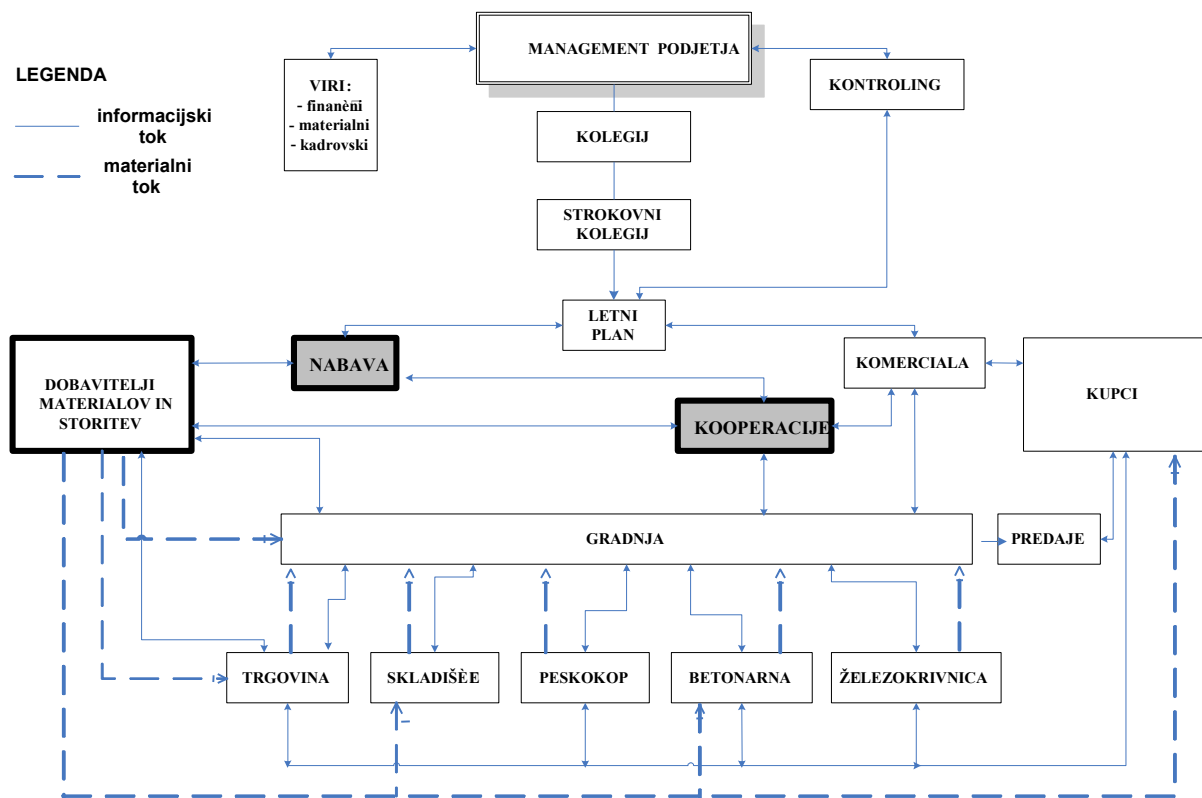 MANAGEMENT PODJETJA
LEGENDA
informacijski
tok
materialni
tok
VIRI:
- finanèni
- materialni
- kadrovski
KONTROLING
KOLEGIJ
STROKOVNI
KOLEGIJ
LETNI
PLAN
DOBAVITELJI
MATERIALOV IN
STORITEV
NABAVA
KOMERCIALA
KUPCI
KOOPERACIJE
GRADNJA
PREDAJE
TRGOVINA
SKLADIŠÈE
PESKOKOP
BETONARNA
ŽELEZOKRIVNICA